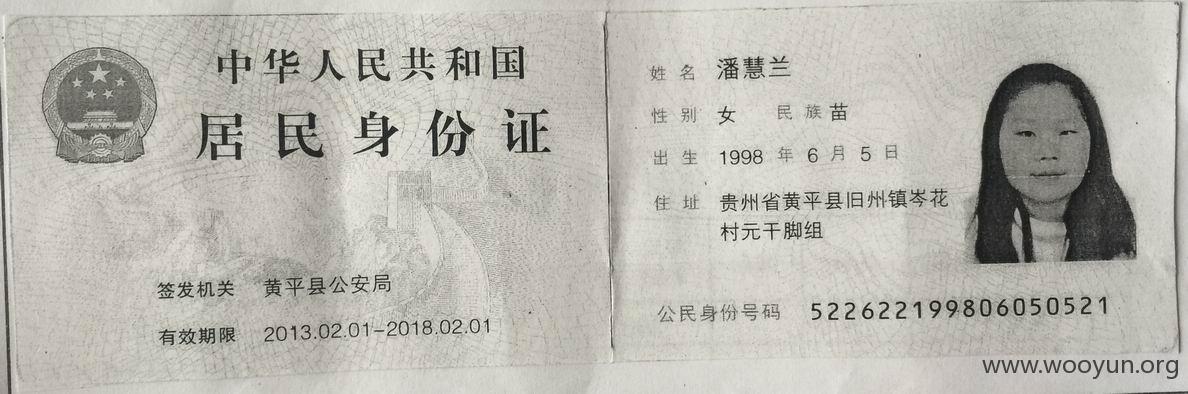 中华人民共和国
居民身份证
签发机关 黄平县公安局
有效期限 2013.02.01-2018.02.01
姓名 潘慧兰
性别 女 民族 苗
出生 1998 年 6 月 5 日
住址 贵州省黄平县旧州镇岑花
村元干脚组
公民身份号码 522622199806050521
www.wooyun.org